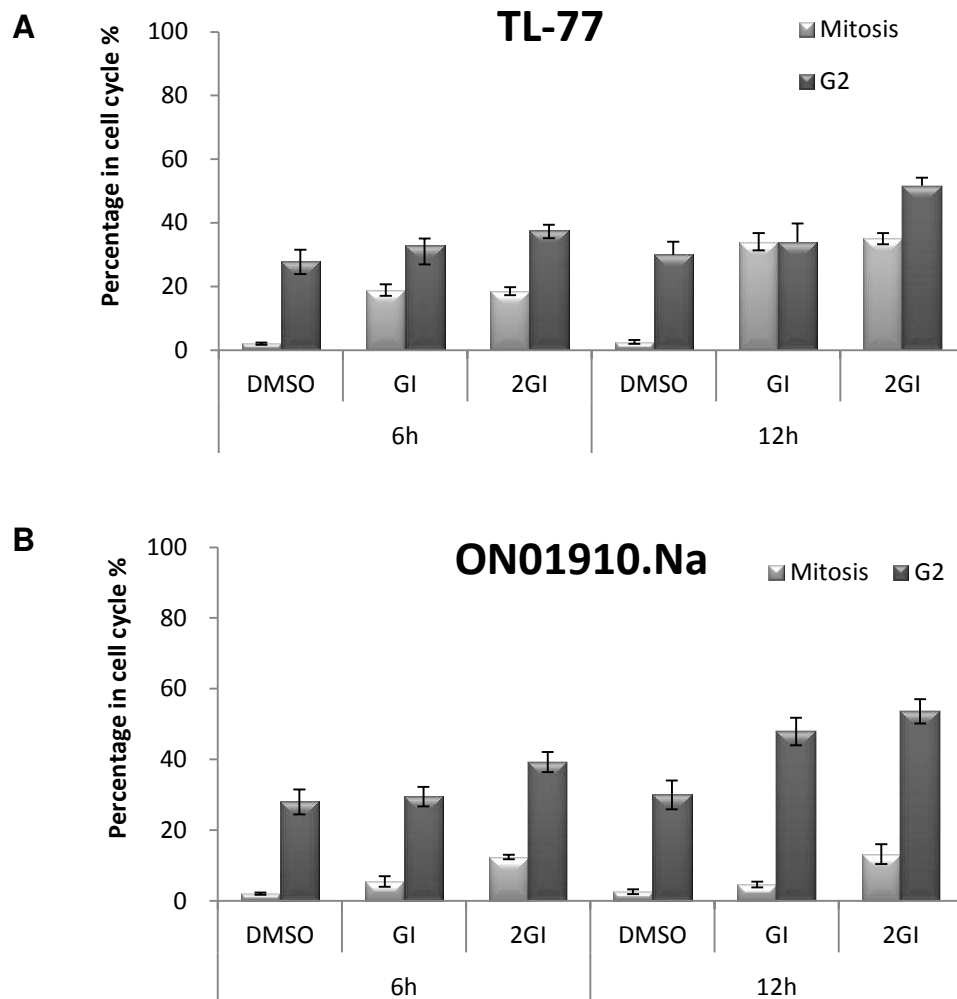 A
TL-77
Percentage in cell cycle %
100
80
60
40
20
0
Mitosis
G2
DMSO GI 2GI DMSO GI 2GI
6h 12h
B
ON01910.Na
Percentage in cell cycle %
100
80
60
40
20
0
Mitosis G2
DMSO GI 2GI DMSO GI 2GI
6h 12h